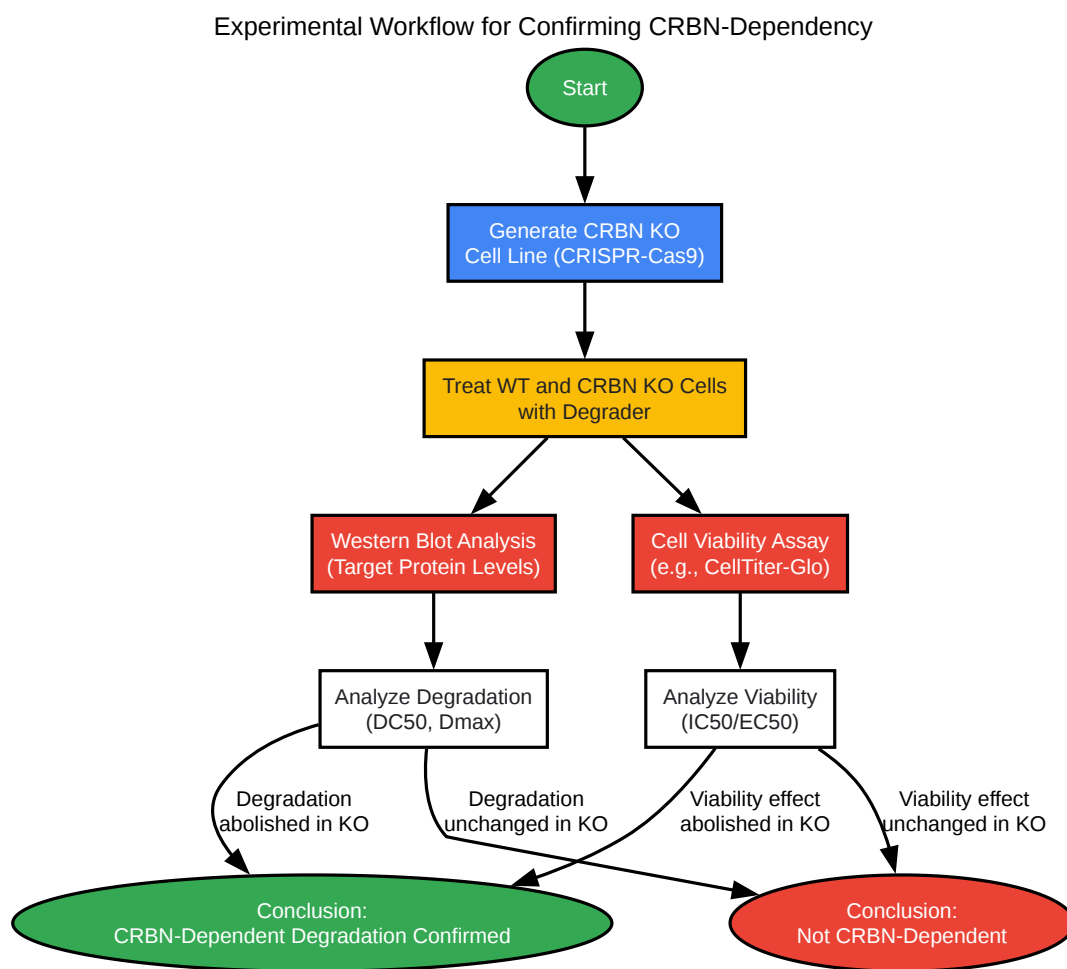 Experimental Workflow for Confirming CRBN-Dependency
Start
Generate CRBN KO
Cell Line (CRISPR-Cas9)
Treat WT and CRBN KO Cells
with Degrader
Western Blot Analysis
(Target Protein Levels)
Cell Viability Assay
(e.g., CellTiter-Glo)
Analyze Degradation
(DC50, Dmax)
Analyze Viability
(IC50/EC50)
Degradation
abolished in KO
Degradation
unchanged in KO
Viability effect
abolished in KO
Viability effect
unchanged in KO
Conclusion:
CRBN-Dependent Degradation Confirmed
Conclusion:
Not CRBN-Dependent